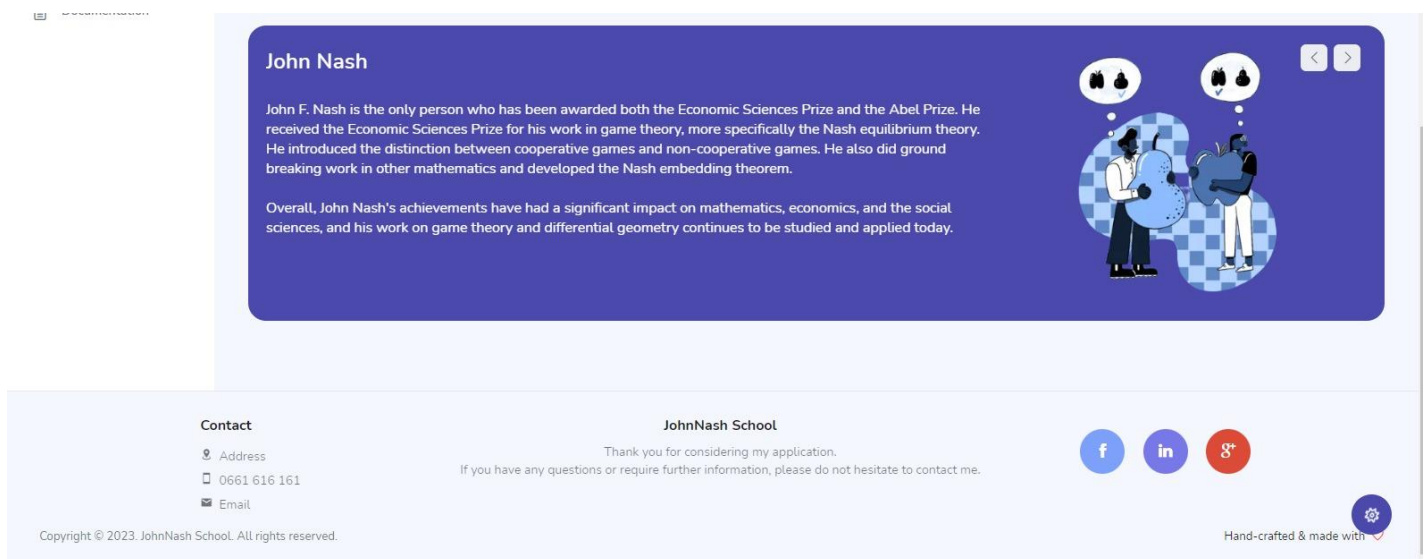 Documentation
John Nash
John F. Nash is the only person who has been awarded both the Economic Sciences Prize and the Abel Prize. He
received the Economic Sciences Prize for his work in game theory, more specifically the Nash equilibrium theory.
He introduced the distinction between cooperative games and non-cooperative games. He also did ground
breaking work in other mathematics and developed the Nash embedding theorem.
Overall, John Nash's achievements have had a significant impact on mathematics, economics, and the social
sciences, and his work on game theory and differential geometry continues to be studied and applied today.
Contact
Address
0661 616 161
Email
JohnNash School
Thank you for considering my application.
If you have any questions or require further information, please do not hesitate to contact me.
f in g+
Copyright © 2023. JohnNash School. All rights reserved.
Hand-crafted & made with